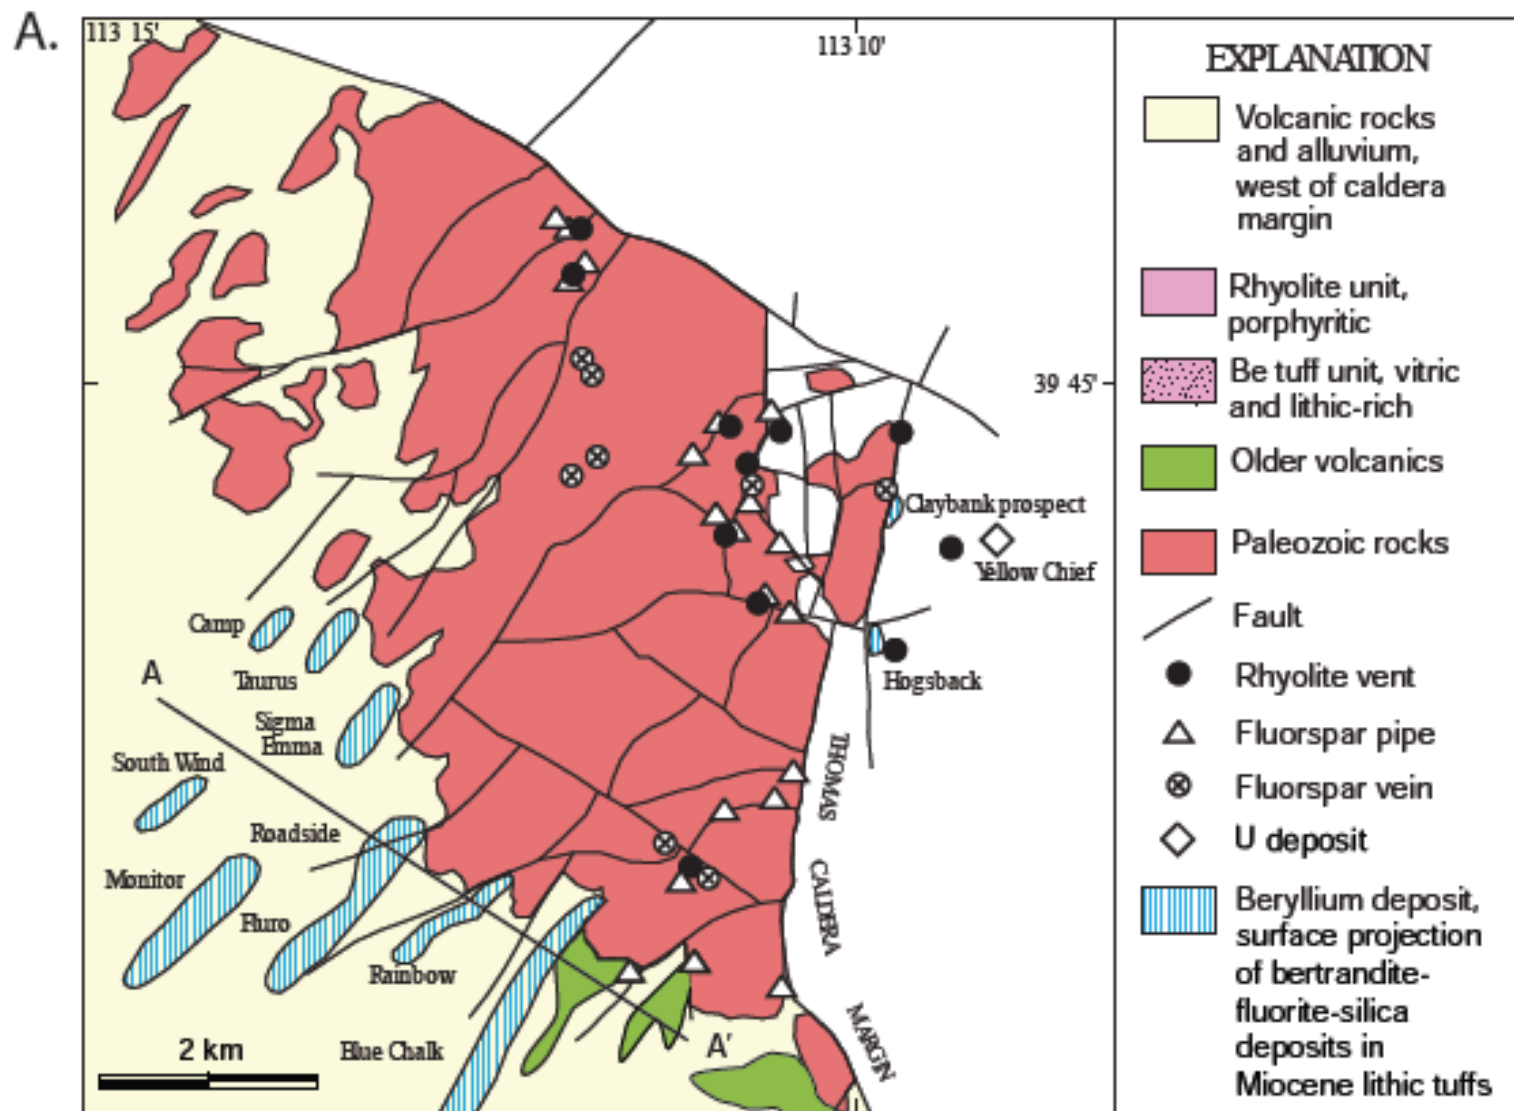 A.
113 15'
113 10'
39 45'
Claybank prospect
Yellow Chief
Camp
Taurus
Hogsback
A
Sigma
Emma
South Wind
THOMAS
Roadside
Monitor
CALDERA
Fluro
Rainbow
MARGIN
A'
2 km
Blue Chalk
EXPLANATION
Volcanic rocks
and alluvium,
west of caldera
margin
Rhyolite unit,
porphyritic
Be tuff unit, vitric
and lithic-rich
Older volcanics
Paleozoic rocks
Fault
Rhyolite vent
Fluorspar pipe
Fluorspar vein
U deposit
Beryllium deposit,
surface projection
of bertrandite-
fluorite-silica
deposits in
Miocene lithic tuffs